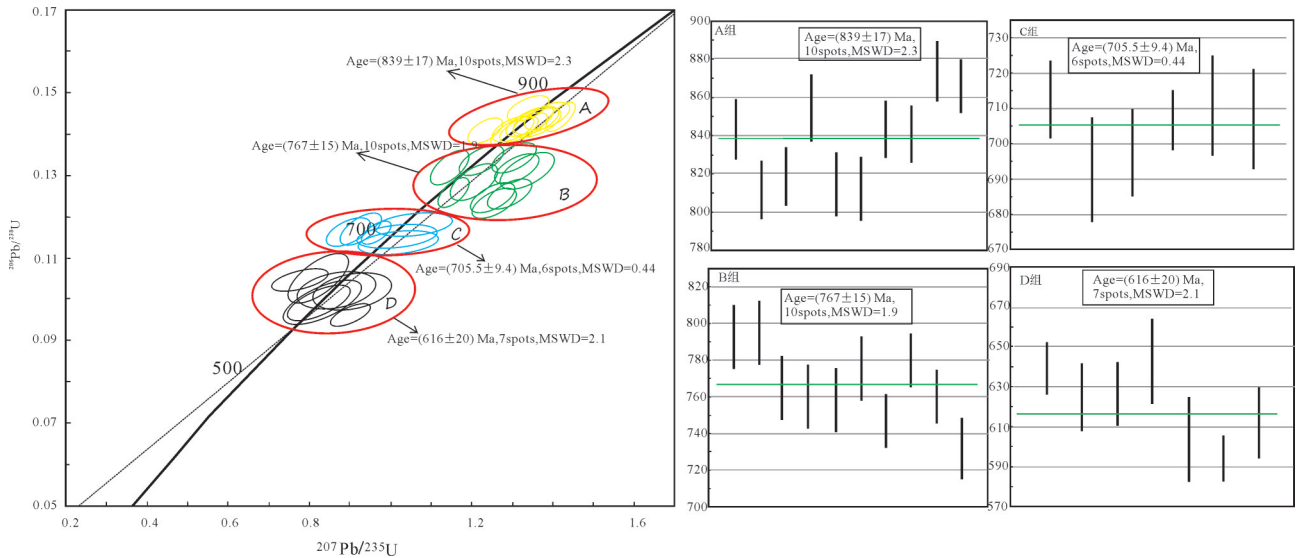 0.17
0.15
0.13
0.11
0.09
0.07
0.05
²⁰⁶Pb/²³⁸U
0.2
0.4
0.6
0.8
1.2
1.6
²⁰⁷Pb/²³⁵U
Age=(839±17) Ma,10spots,MSWD=2.3
900
A
Age=(767±15) Ma,10spots,MSWD=1.9
B
700
C
Age=(705.5±9.4) Ma,6spots,MSWD=0.44
D
Age=(616±20) Ma,7spots,MSWD=2.1
500
A组
Age=(839±17) Ma,
10spots,MSWD=2.3
900
880
860
840
820
800
780
C组
Age=(705.5±9.4) Ma,
6spots,MSWD=0.44
730
720
710
700
690
680
670
B组
Age=(767±15) Ma,
10spots,MSWD=1.9
820
800
780
760
740
720
700
D组
Age=(616±20) Ma,
7spots,MSWD=2.1
690
670
650
630
610
590
570